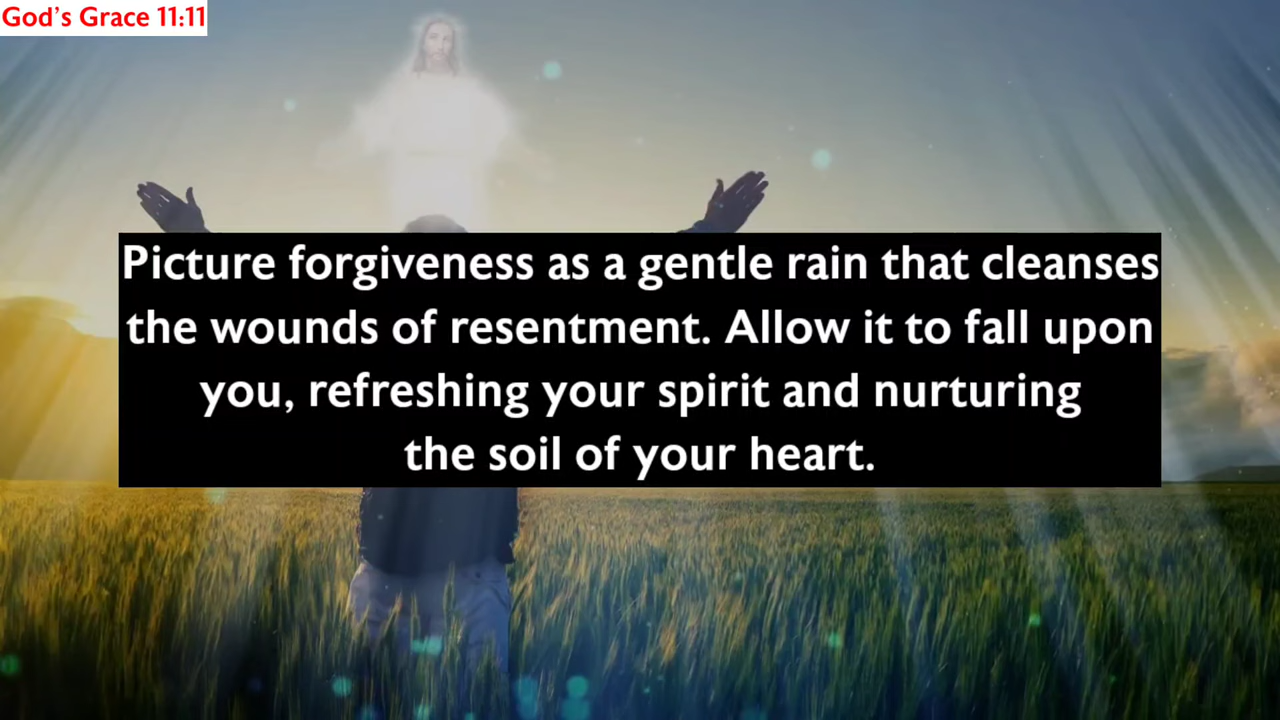 God's Grace 11:11
Picture forgiveness as a gentle rain that cleanses
the wounds of resentment. Allow it to fall upon
you, refreshing your spirit and nurturing
the soil of your heart.